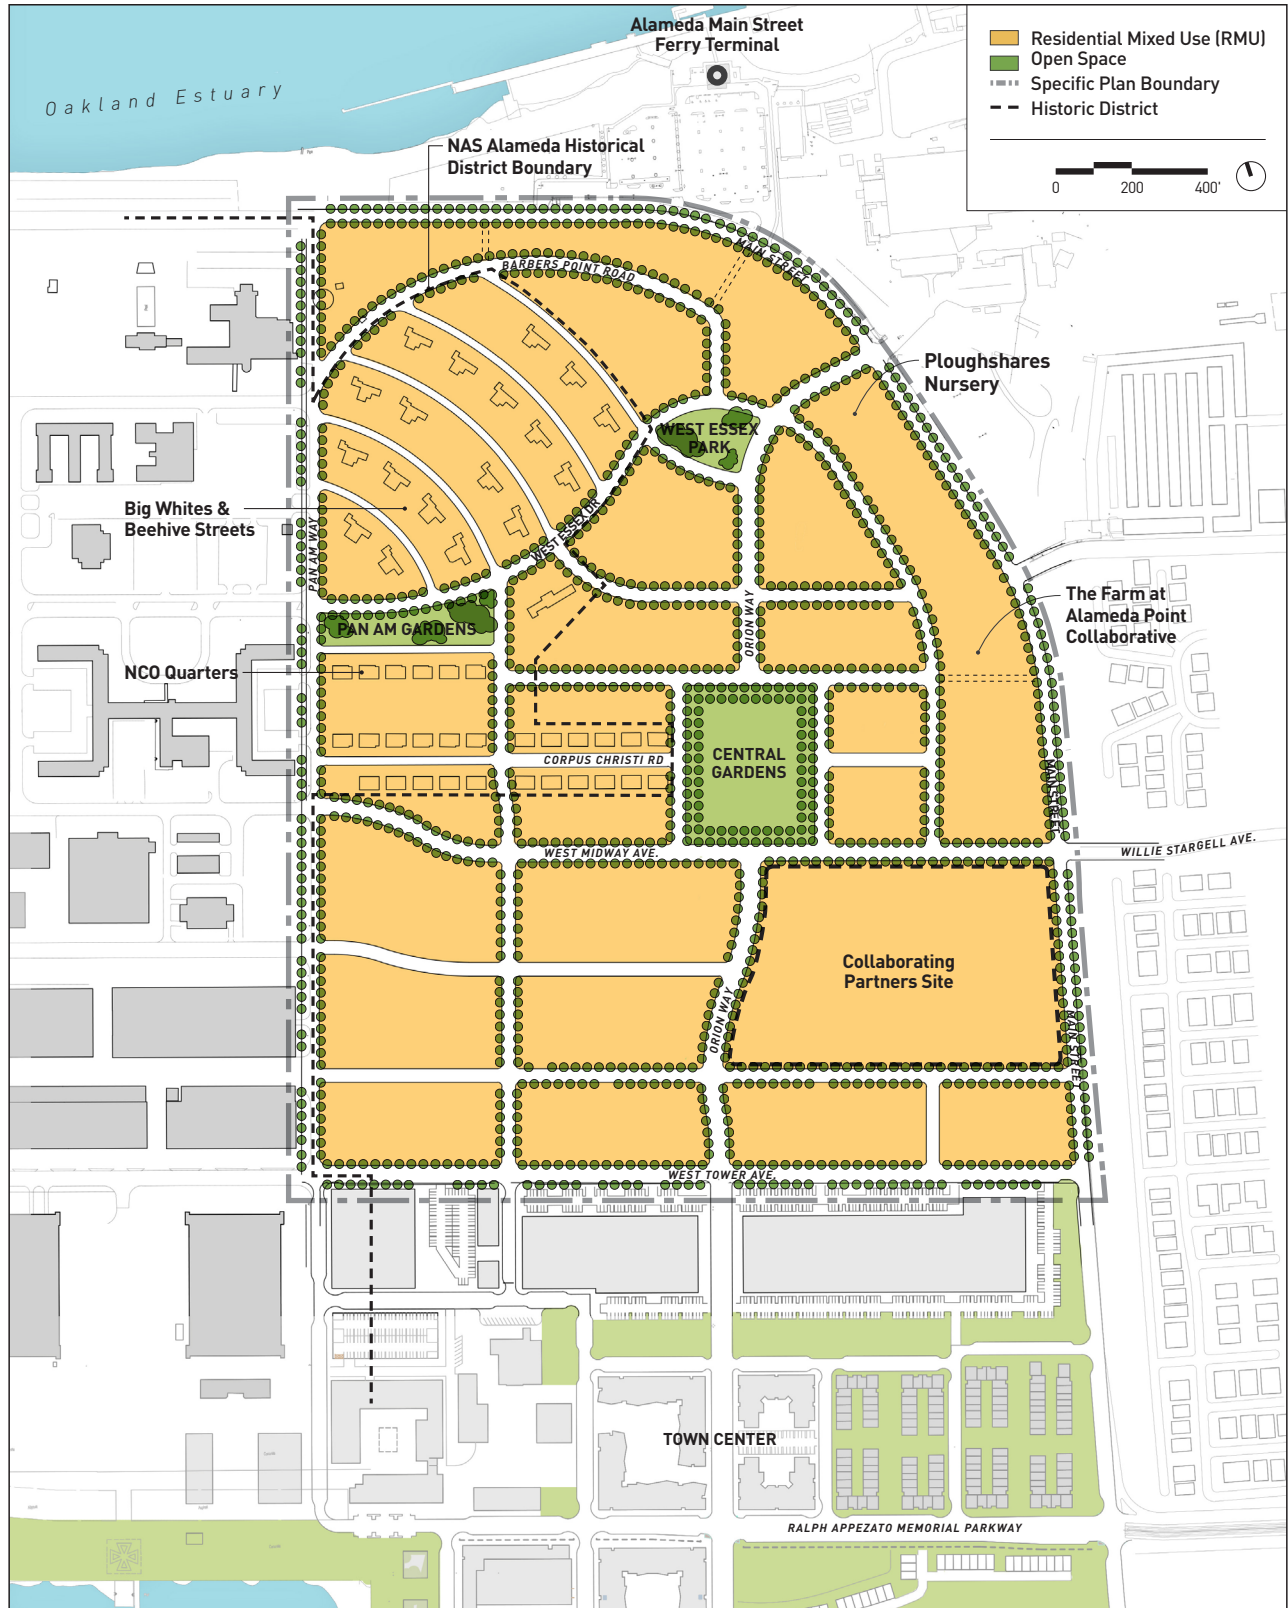 Alameda Main Street
Ferry Terminal
Residential Mixed Use (RMU)
Open Space
Specific Plan Boundary
Historic District
0
200
400'
Oakland Estuary
NAS Alameda Historical
District Boundary
MAIN STREET
BARBERS POINT ROAD
Ploughshares
Nursery
WEST ESSEX
PARK
Big Whites &
Beehive Streets
PAN AM WAY
WEST ESSEX DR
The Farm at
Alameda Point
Collaborative
ORION WAY
PAN AM GARDENS
NCO Quarters
CENTRAL
GARDENS
CORPUS CHRISTI RD
MAIN STREET
WEST MIDWAY AVE.
WILLIE STARGELL AVE.
Collaborating
Partners Site
ORION WAY
MAIN STREET
WEST TOWER AVE.
TOWN CENTER
RALPH APPEZATO MEMORIAL PARKWAY